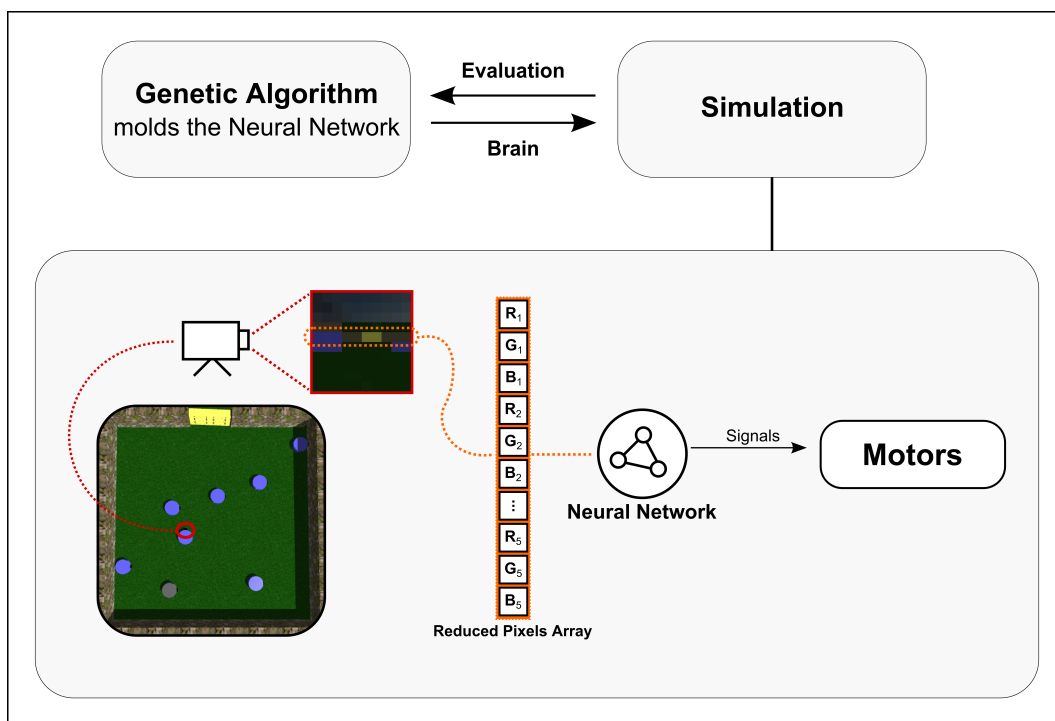 Genetic Algorithm
molds the Neural Network
Evaluation
Brain
Simulation
R1
G1
B1
R2
G2
B2
⋮
R5
G5
B5
Reduced Pixels Array
Neural Network
Signals
Motors